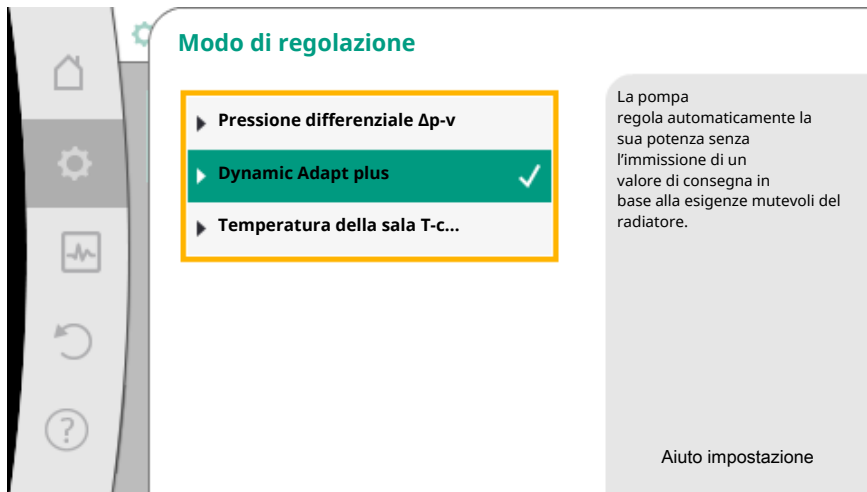 Modo di regolazione
Pressione differenziale Δp-v
Dynamic Adapt plus
Temperatura della sala T-c...
La pompa
regola automaticamente la
sua potenza senza
l'immissione di un
valore di consegna in
base alla esigenze mutevoli del
radiatore.
Aiuto impostazione